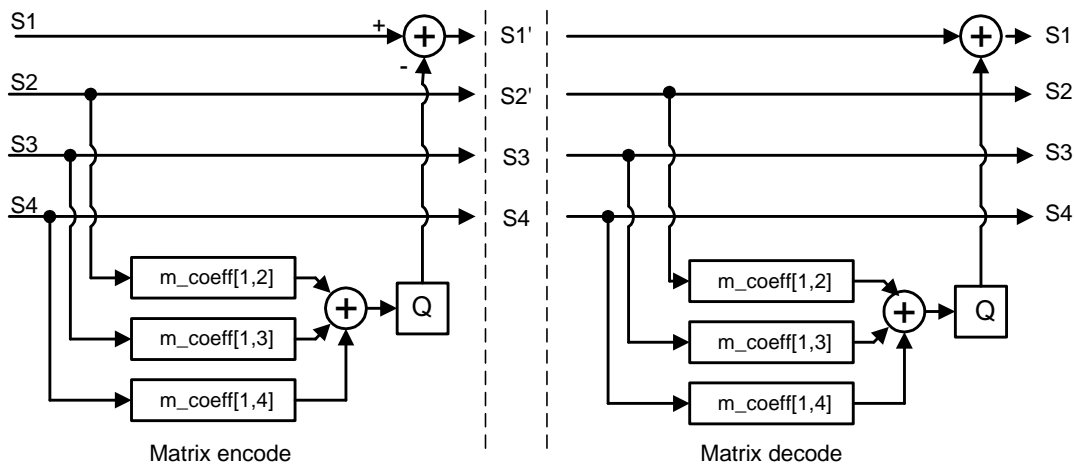 S1
+
+
-
S1'
+
S1
S2
S2'
S2
S3
S3
S3
S4
S4
S4
m_coeff[1,2]
m_coeff[1,3]
m_coeff[1,4]
+
Q
m_coeff[1,2]
m_coeff[1,3]
m_coeff[1,4]
+
Q
Matrix encode
Matrix decode